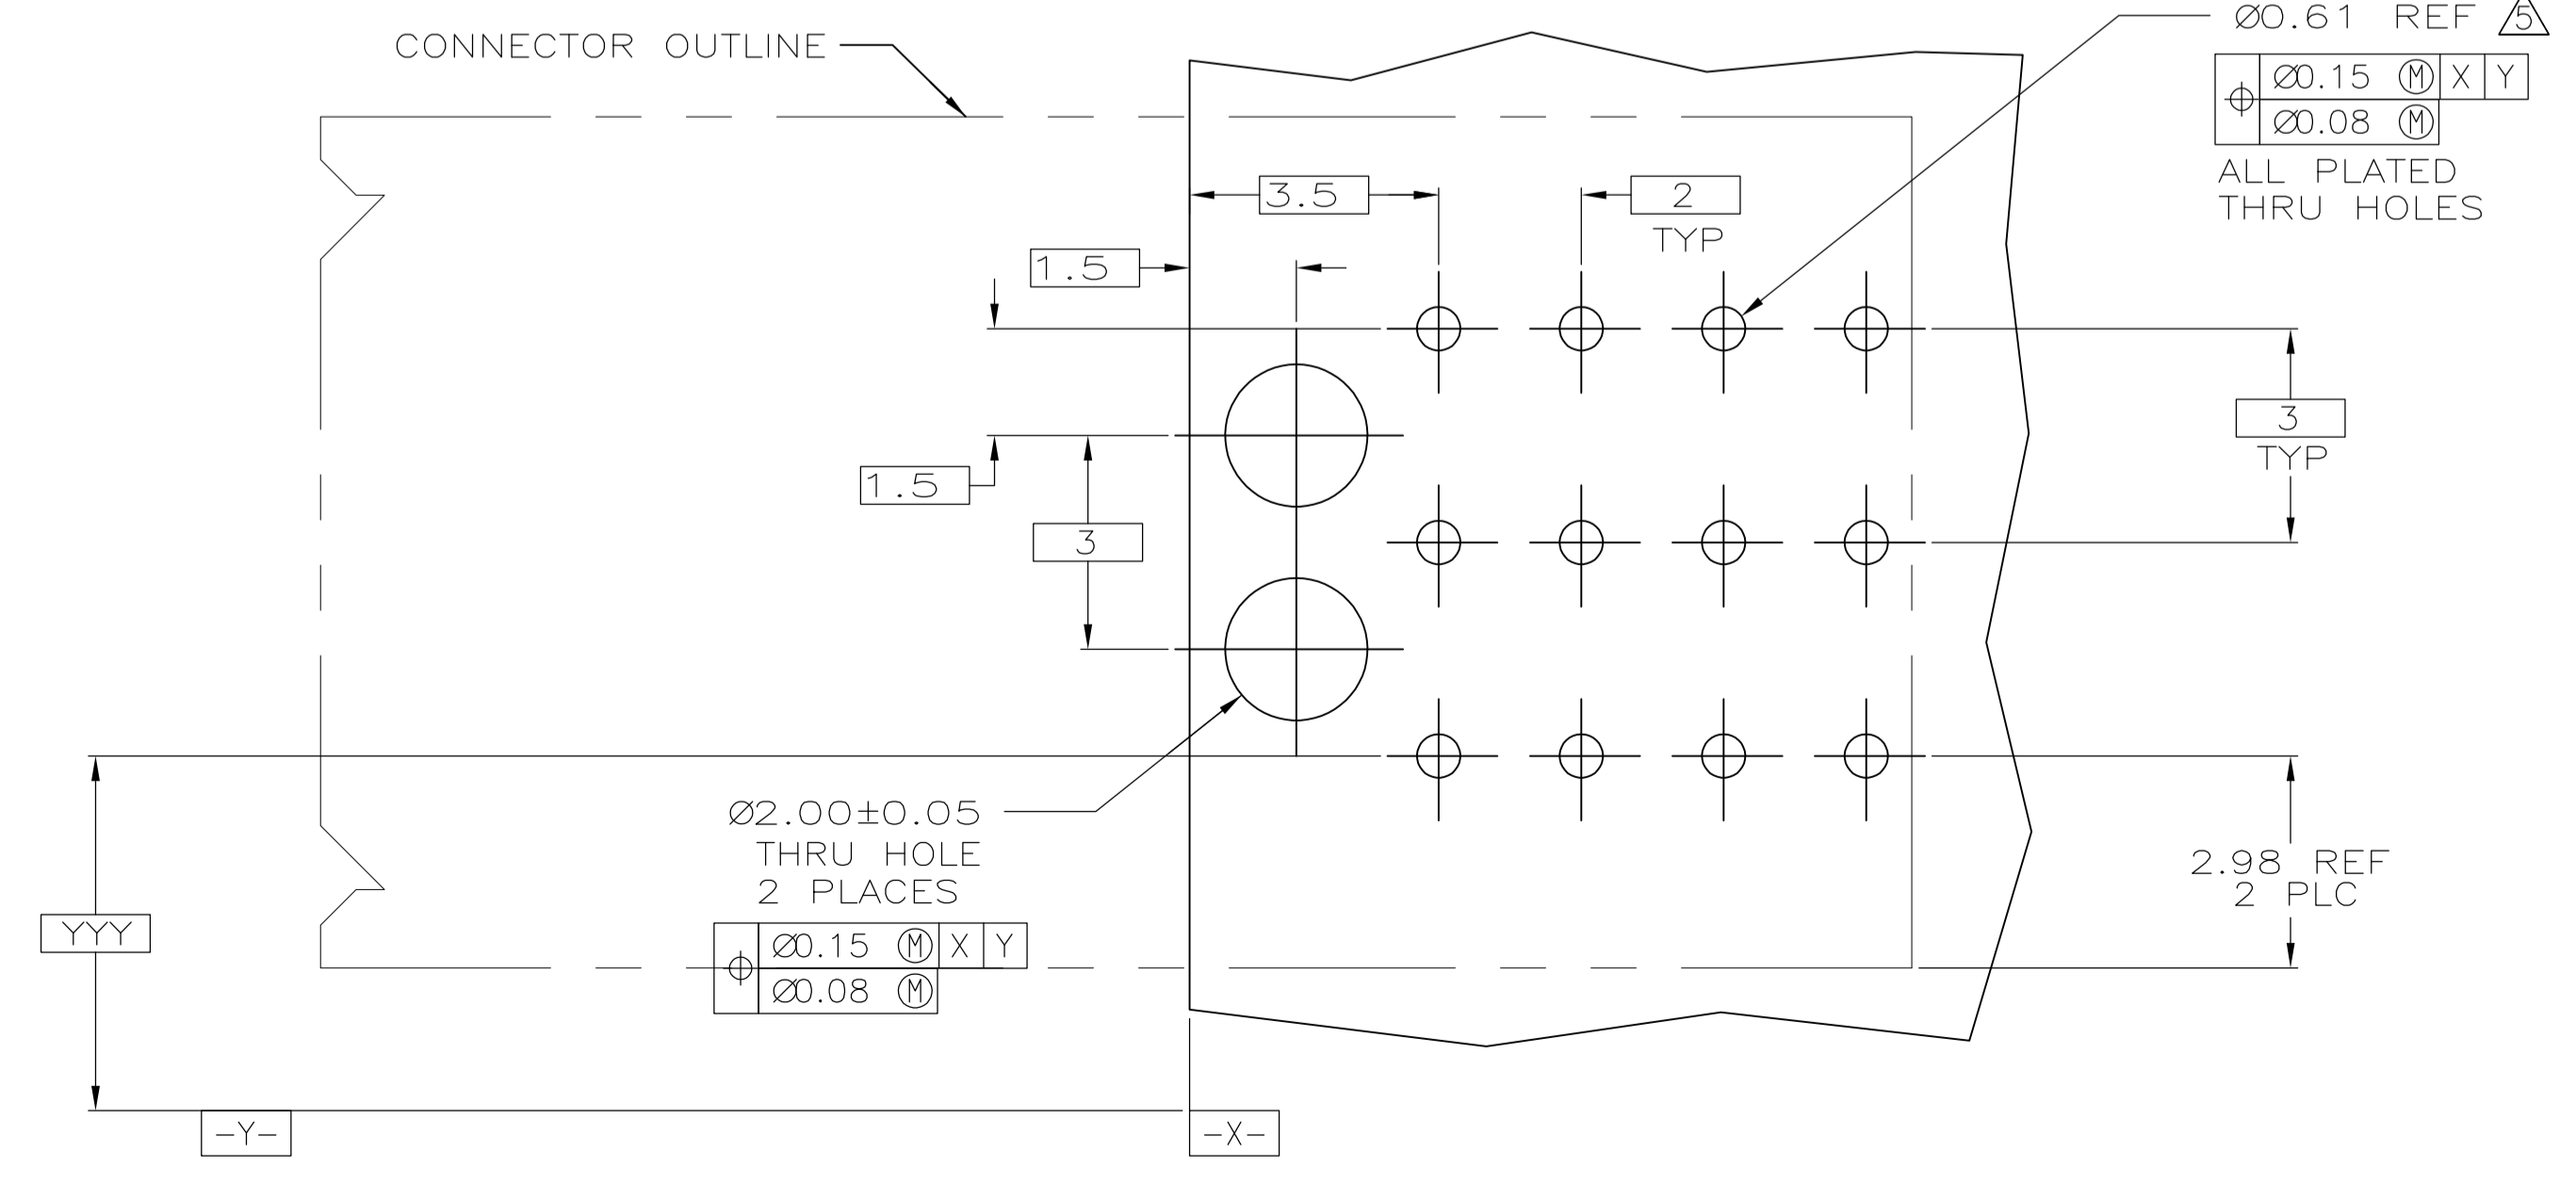 CONNECTOR OUTLINE
Ø0.61 REF 5
⌖ Ø0.15 Ⓜ X Y
Ø0.08 Ⓜ
ALL PLATED
THRU HOLES
3.5
2
TYP
1.5
3
TYP
1.5
3
Ø2.00±0.05
THRU HOLE
2 PLACES
⌖ Ø0.15 Ⓜ X Y
Ø0.08 Ⓜ
2.98 REF
2 PLC
YYY
-Y-
-X-